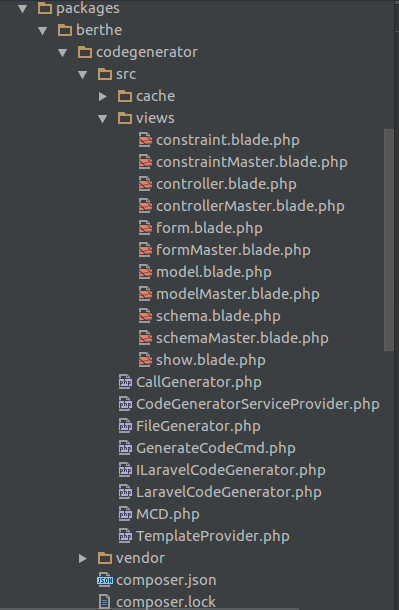 packages
berthe
codegenerator
src
cache
views
constraint.blade.php
constraintMaster.blade.php
controller.blade.php
controllerMaster.blade.php
form.blade.php
formMaster.blade.php
model.blade.php
modelMaster.blade.php
schema.blade.php
schemaMaster.blade.php
show.blade.php
CallGenerator.php
CodeGeneratorServiceProvider.php
FileGenerator.php
GenerateCodeCmd.php
ILaravelCodeGenerator.php
LaravelCodeGenerator.php
MCD.php
TemplateProvider.php
vendor
composer.json
composer.lock